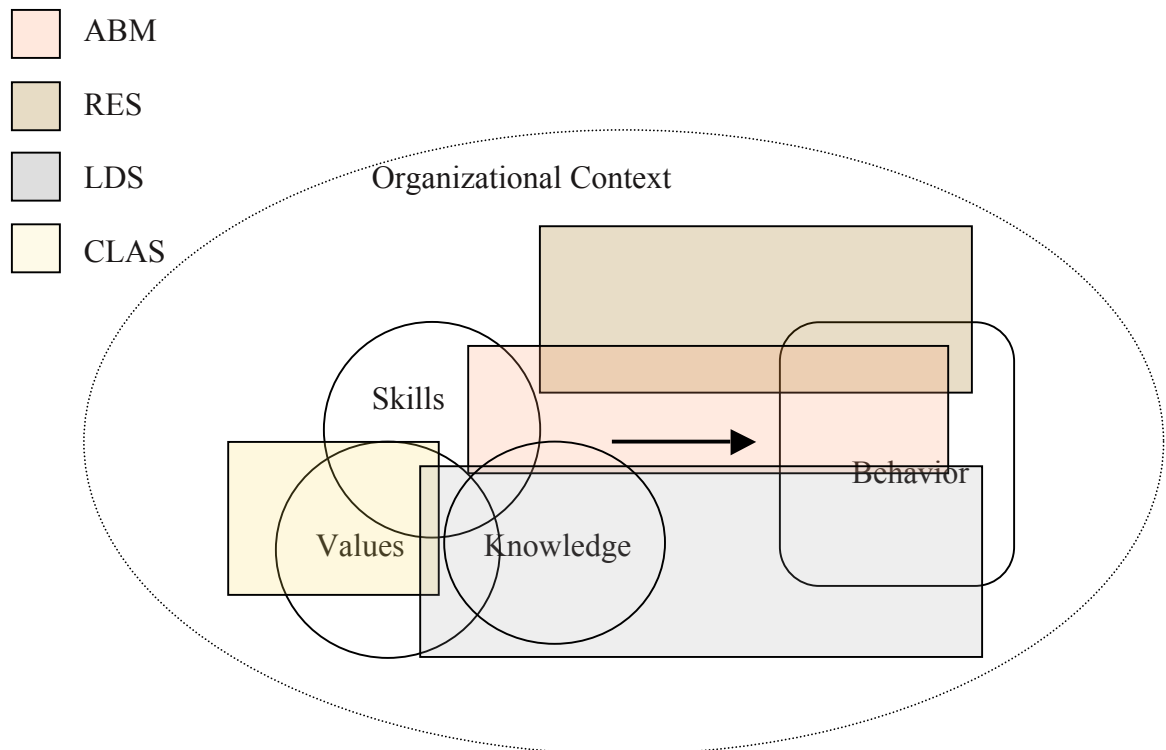 ABM
RES
LDS
CLAS
Organizational Context
Skills
Behavior
Values
Knowledge